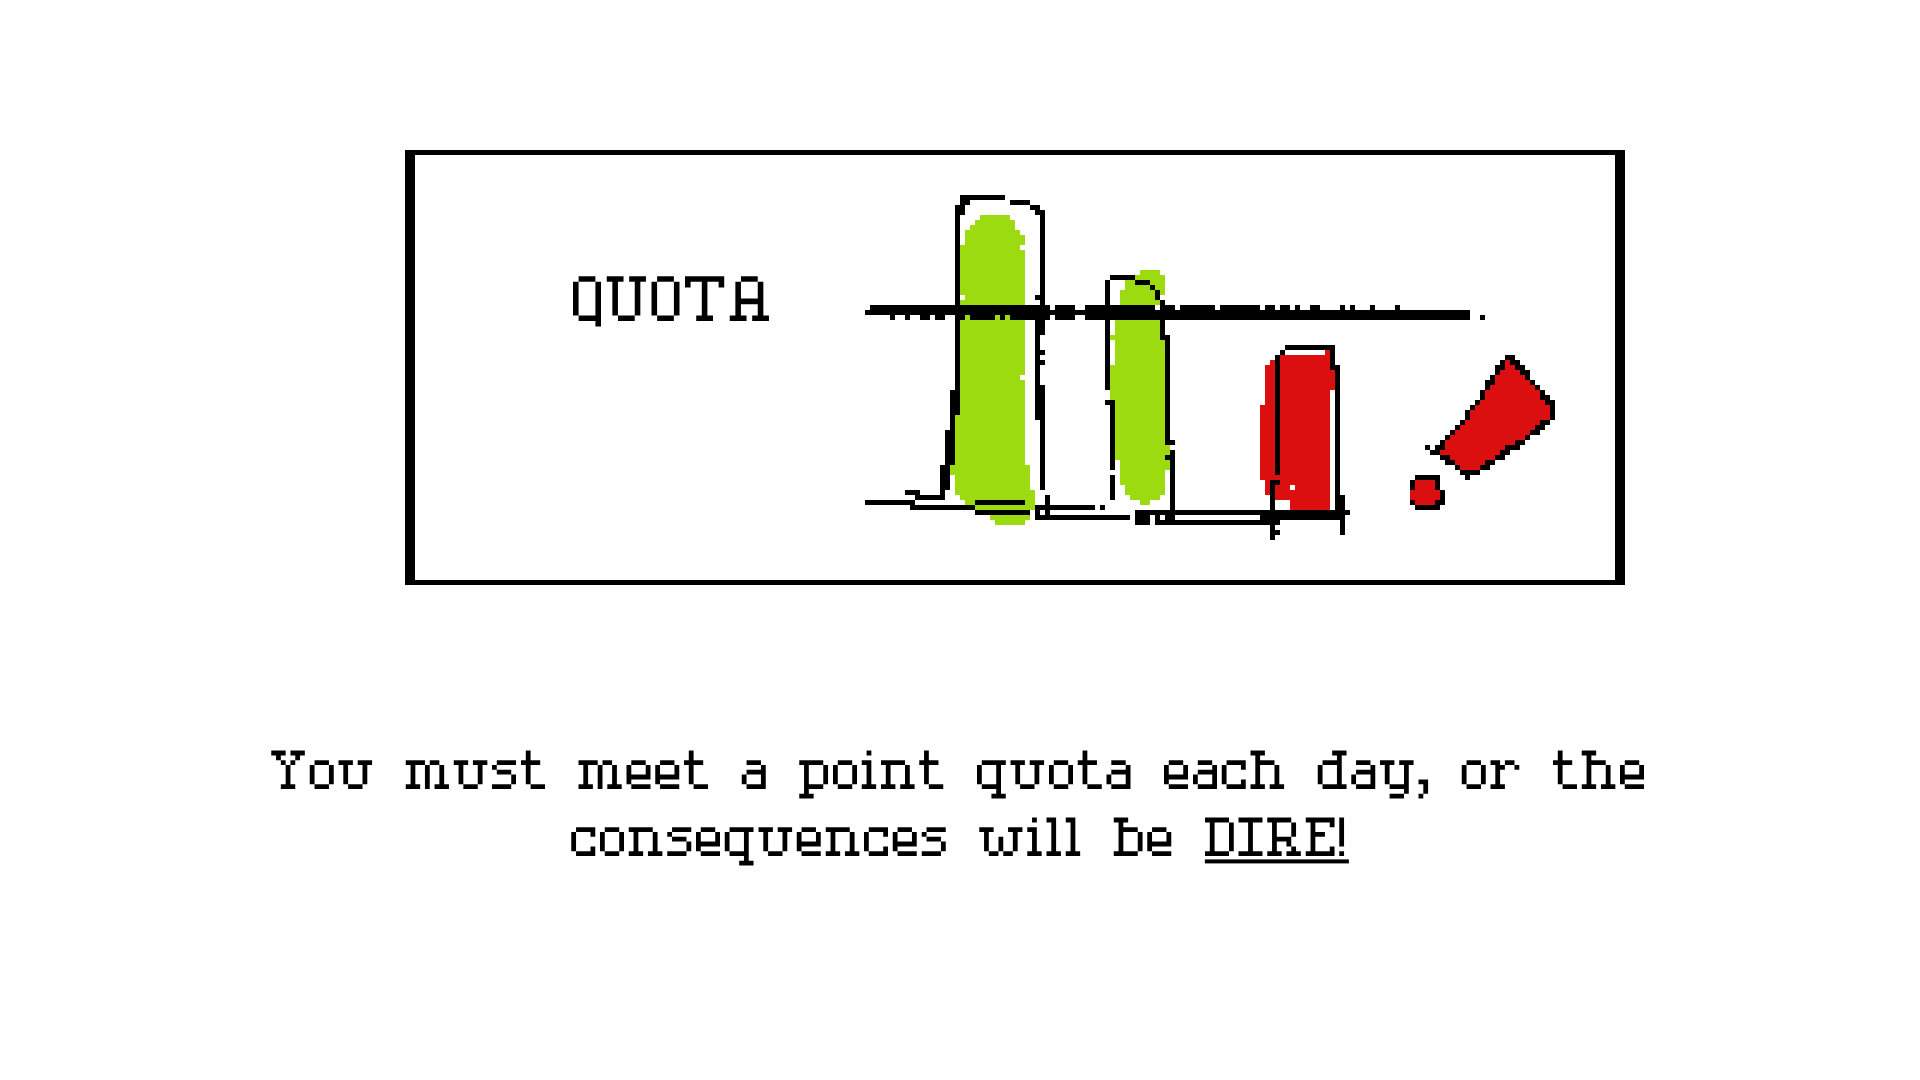 QUOTA
You must meet a point quota each day, or the
consequences will be DIRE!